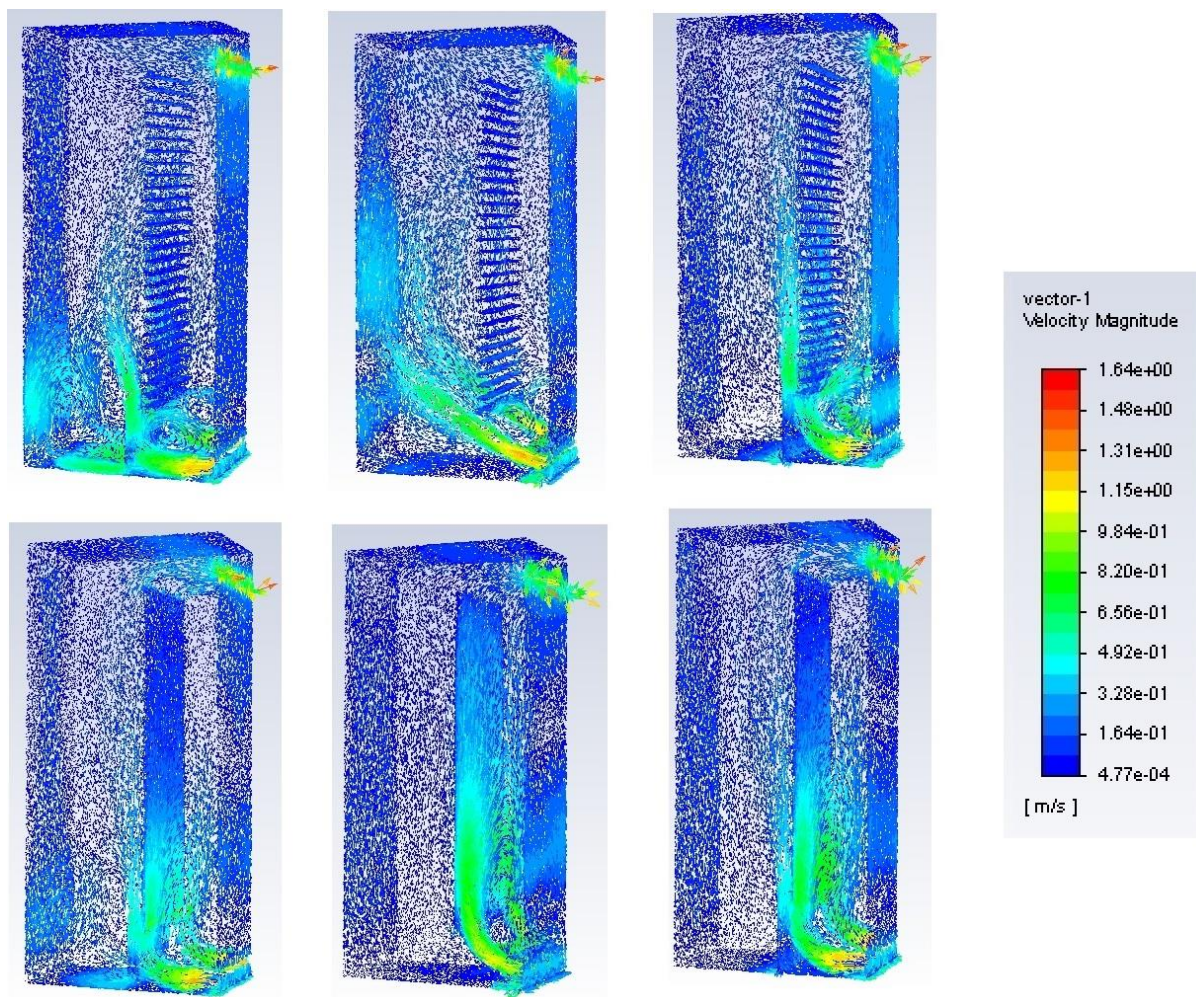 vector-1
Velocity Magnitude
1.64e+00
1.48e+00
1.31e+00
1.15e+00
9.84e-01
8.20e-01
6.56e-01
4.92e-01
3.28e-01
1.64e-01
4.77e-04
[ m/s ]